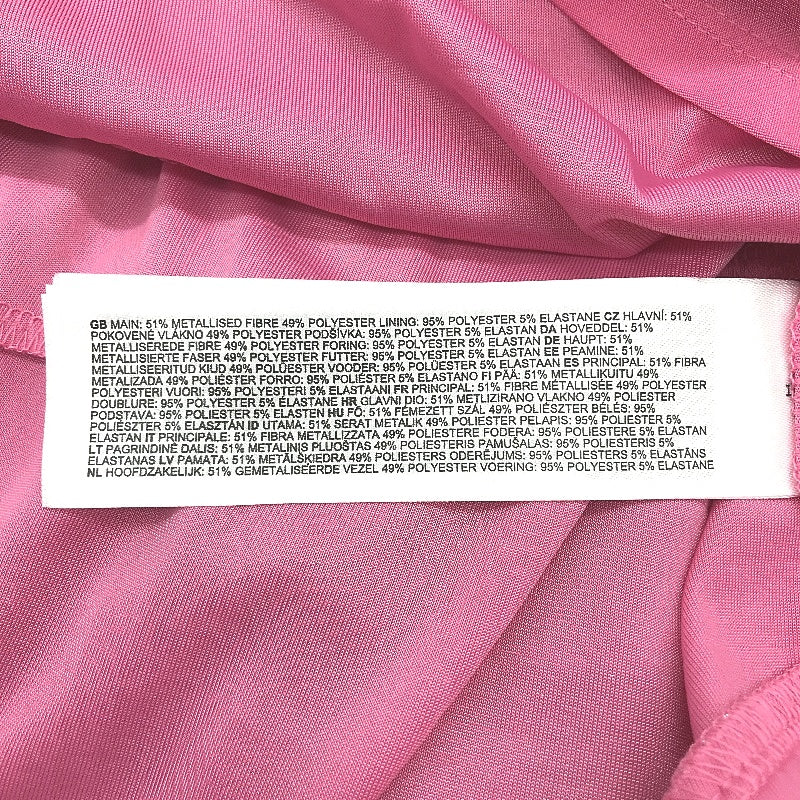 GB MAIN: 51% METALLISED FIBRE 49% POLYESTER LINING: 95% POLYESTER 5% ELASTANE CZ HLAVNÍ: 51%
POKOVENÉ VLÁKNO 49% POLYESTER PODŠÍVKA: 95% POLYESTER 5% ELASTAN DA HOVEDDEL: 51%
METALLISEREDE FIBRE 49% POLYESTER FORING: 95% POLYESTER 5% ELASTAN DE HAUPT: 51%
METALLISIERTE FASER 49% POLYESTER FUTTER: 95% POLYESTER 5% ELASTAN EE PEAMINE: 51%
METALLISEERITUD KIUD 49% POLÜESTER VOODER: 95% POLÜESTER 5% ELASTAAN ES PRINCIPAL: 51% FIBRA
METALIZADA 49% POLIÉSTER FORRO: 95% POLIÉSTER 5% ELASTANO FI PÄÄ: 51% METALLIKUITU 49%
POLYESTERI VUORI: 95% POLYESTERI 5% ELASTAANI FR PRINCIPAL: 51% FIBRE MÉTALLISÉE 49% POLYESTER
DOUBLURE: 95% POLYESTER 5% ÉLASTANE HR GLAVNI DIO: 51% METLIZIRANO VLAKNO 49% POLIESTER
PODSTAVA: 95% POLIESTER 5% ELASTEN HU FŐ: 51% FÉMEZETT SZÁL 49% POLIÉSZTER BÉLÉS: 95%
POLIÉSZTER 5% ELASZTÁN ID UTAMA: 51% SERAT METALIK 49% POLIESTER PELAPIS: 95% POLIESTER 5%
ELASTAN IT PRINCIPALE: 51% FIBRA METALLIZZATA 49% POLIESTERE FODERA: 95% POLIESTERE 5% ELASTAN
LT PAGRINDINĖ DALIS: 51% METALINIS PLUOŠTAS 49% POLIESTERIS PAMUŠALAS: 95% POLIESTERIS 5%
ELASTANAS LV PAMATA: 51% METĀLŠĶIEDRA 49% POLIESTERS ODERĒJUMS: 95% POLIESTERS 5% ELASTĀNS
NL HOOFDZAKELIJK: 51% GEMETALISEERDE VEZEL 49% POLYESTER VOERING: 95% POLYESTER 5% ELASTANE